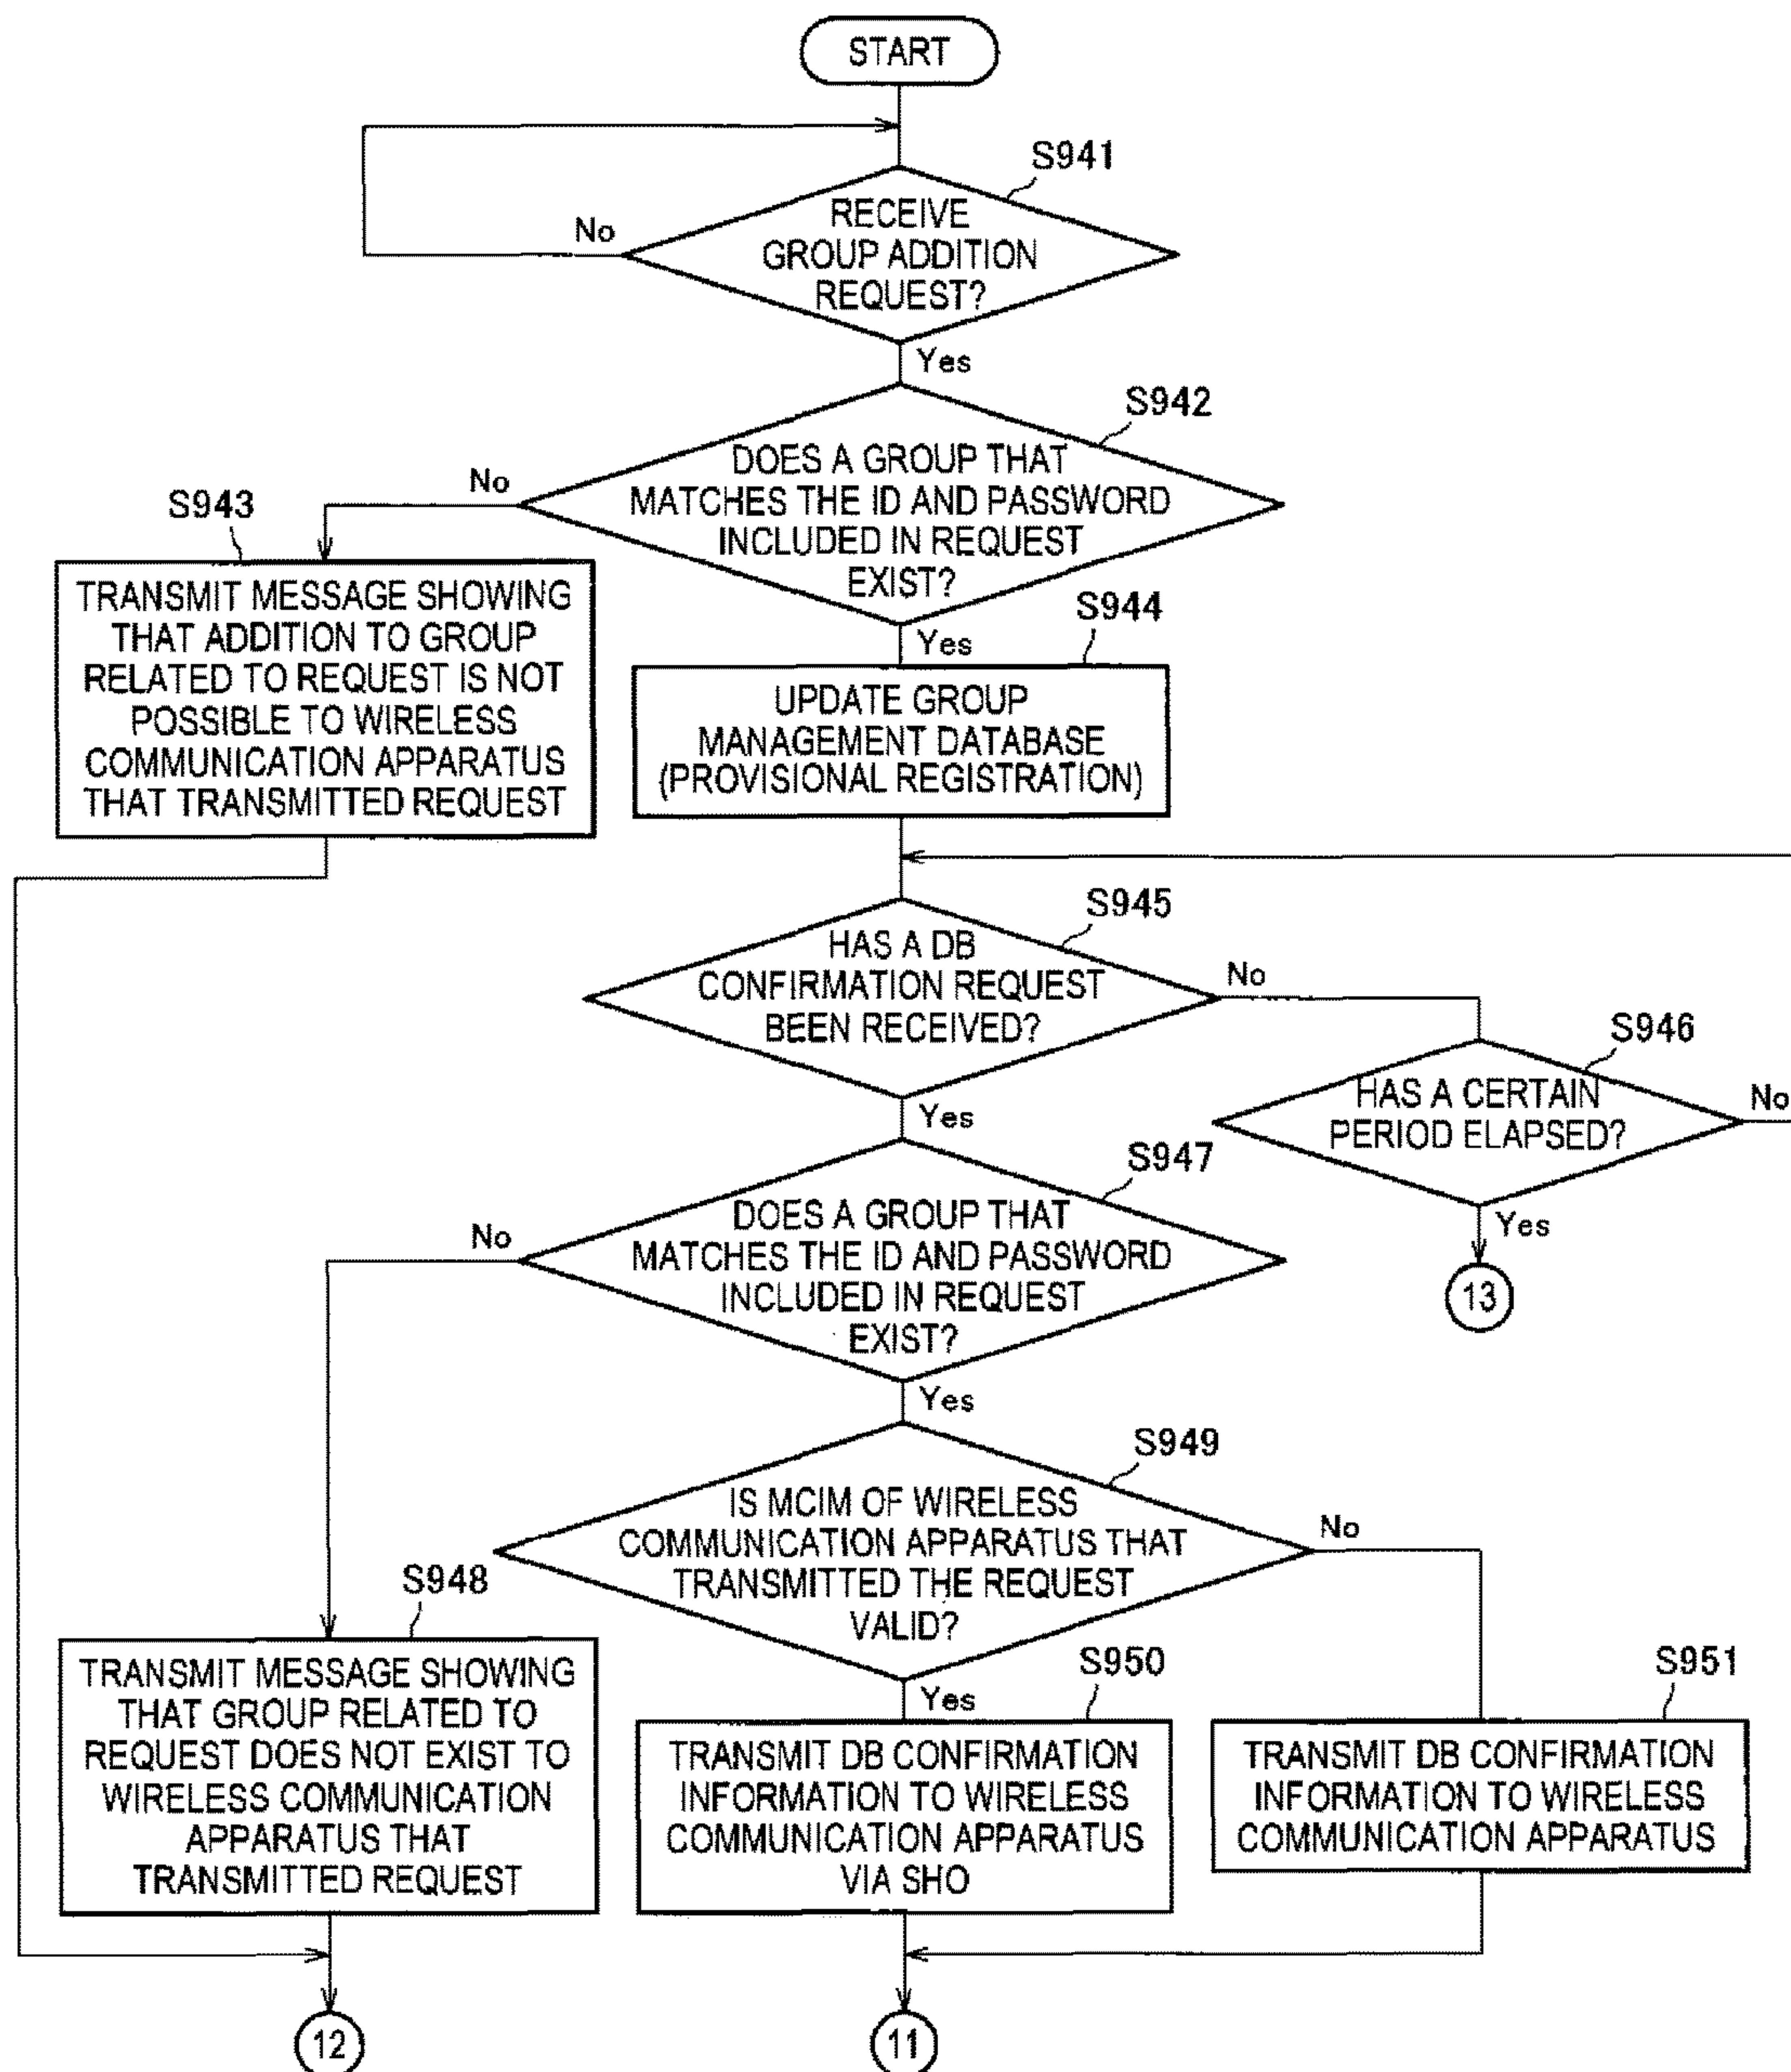 START
S941
RECEIVE
GROUP ADDITION
REQUEST?
No
Yes
S942
DOES A GROUP THAT
MATCHES THE ID AND PASSWORD
INCLUDED IN REQUEST
EXIST?
No
Yes
S943
TRANSMIT MESSAGE SHOWING
THAT ADDITION TO GROUP
RELATED TO REQUEST IS NOT
POSSIBLE TO WIRELESS
COMMUNICATION APPARATUS
THAT TRANSMITTED REQUEST
S944
UPDATE GROUP
MANAGEMENT DATABASE
(PROVISIONAL REGISTRATION)
S945
HAS A DB
CONFIRMATION REQUEST
BEEN RECEIVED?
No
Yes
S946
HAS A CERTAIN
PERIOD ELAPSED?
No
Yes
13
S947
DOES A GROUP THAT
MATCHES THE ID AND PASSWORD
INCLUDED IN REQUEST
EXIST?
No
Yes
S949
IS MCIM OF WIRELESS
COMMUNICATION APPARATUS THAT
TRANSMITTED THE REQUEST
VALID?
No
Yes
S948
TRANSMIT MESSAGE SHOWING
THAT GROUP RELATED TO
REQUEST DOES NOT EXIST TO
WIRELESS COMMUNICATION
APPARATUS THAT
TRANSMITTED REQUEST
S950
TRANSMIT DB CONFIRMATION
INFORMATION TO WIRELESS
COMMUNICATION APPARATUS
VIA SHO
S951
TRANSMIT DB CONFIRMATION
INFORMATION TO WIRELESS
COMMUNICATION APPARATUS
12
11